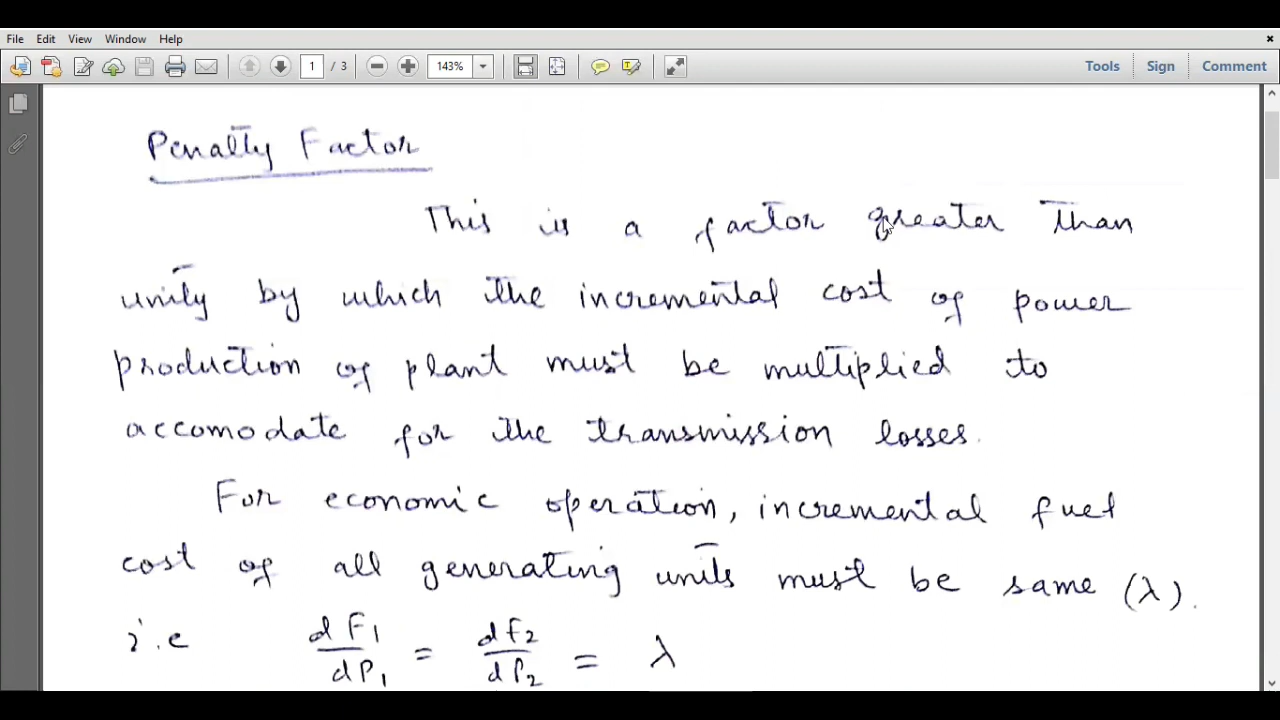 File Edit View Window Help
1 / 3 143% Tools Sign Comment
Penalty Factor
This is a factor greater than
unity by which the incremental cost of power
production of plant must be multiplied to
accomodate for the transmission losses.
For economic operation, incremental fuel
cost of all generating units must be same (λ).
i.e dF1/dP1 = dF2/dP2 = λ